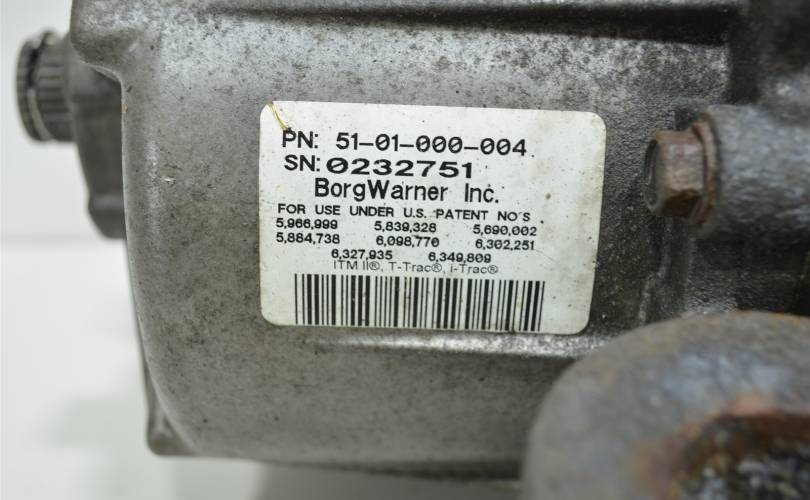 PN: 51-01-000-004
SN: 0232751
BorgWarner Inc.
FOR USE UNDER U.S. PATENT NO'S
5,966,999 5,839,328 5,690,002
5,884,738 6,098,770 6,302,251
6,327,935 6,349,809
ITM II®, T-Trac®, i-Trac®